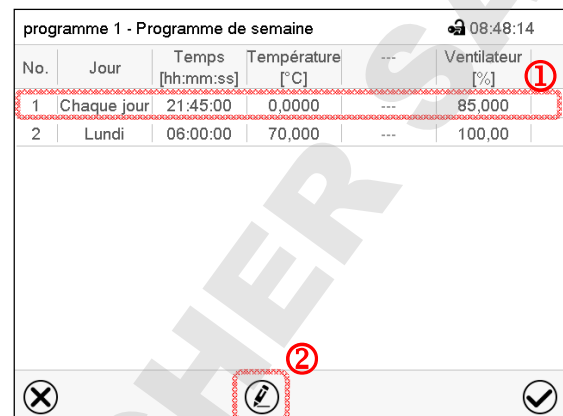 programme 1 - Programme de semaine 08:48:14
No. Jour Temps [hh:mm:ss] Température [°C] --- Ventilateur [%]
①
1 Chaque jour 21:45:00 0,0000 --- 85,000
2 Lundi 06:00:00 70,000 --- 100,00
②